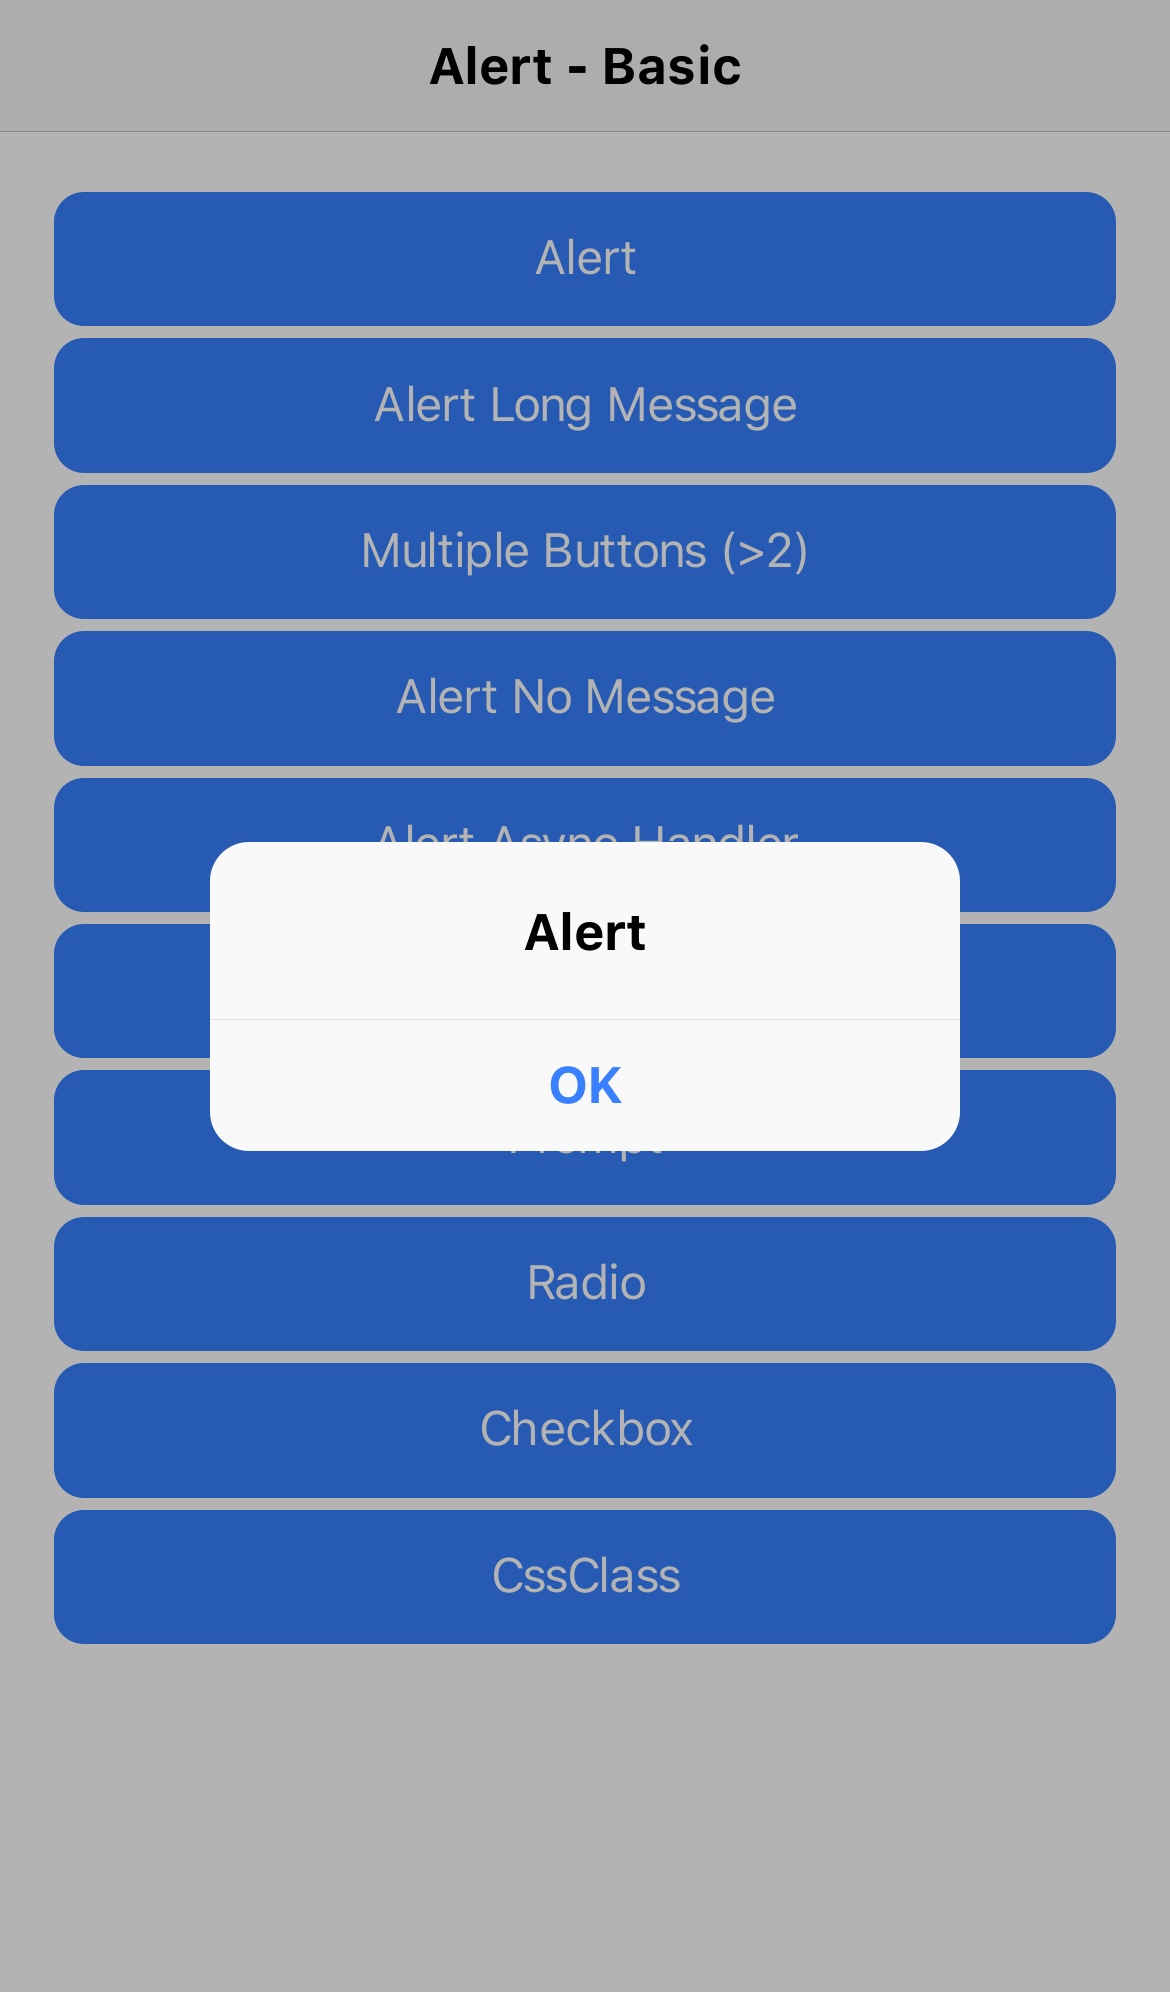 Alert - Basic
Alert
Alert Long Message
Multiple Buttons (>2)
Alert No Message
Alert Async Handler
Alert
OK
Prompt
Radio
Checkbox
CssClass